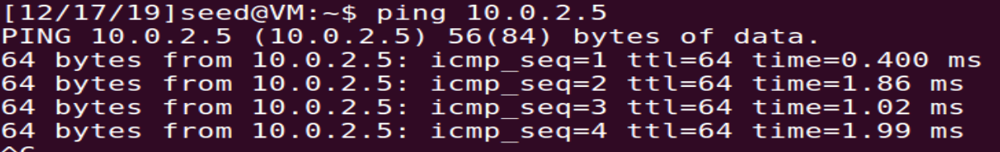 [12/17/19]seed@VM:~$ ping 10.0.2.5
PING 10.0.2.5 (10.0.2.5) 56(84) bytes of data.
64 bytes from 10.0.2.5: icmp_seq=1 ttl=64 time=0.400 ms
64 bytes from 10.0.2.5: icmp_seq=2 ttl=64 time=1.86 ms
64 bytes from 10.0.2.5: icmp_seq=3 ttl=64 time=1.02 ms
64 bytes from 10.0.2.5: icmp_seq=4 ttl=64 time=1.99 ms